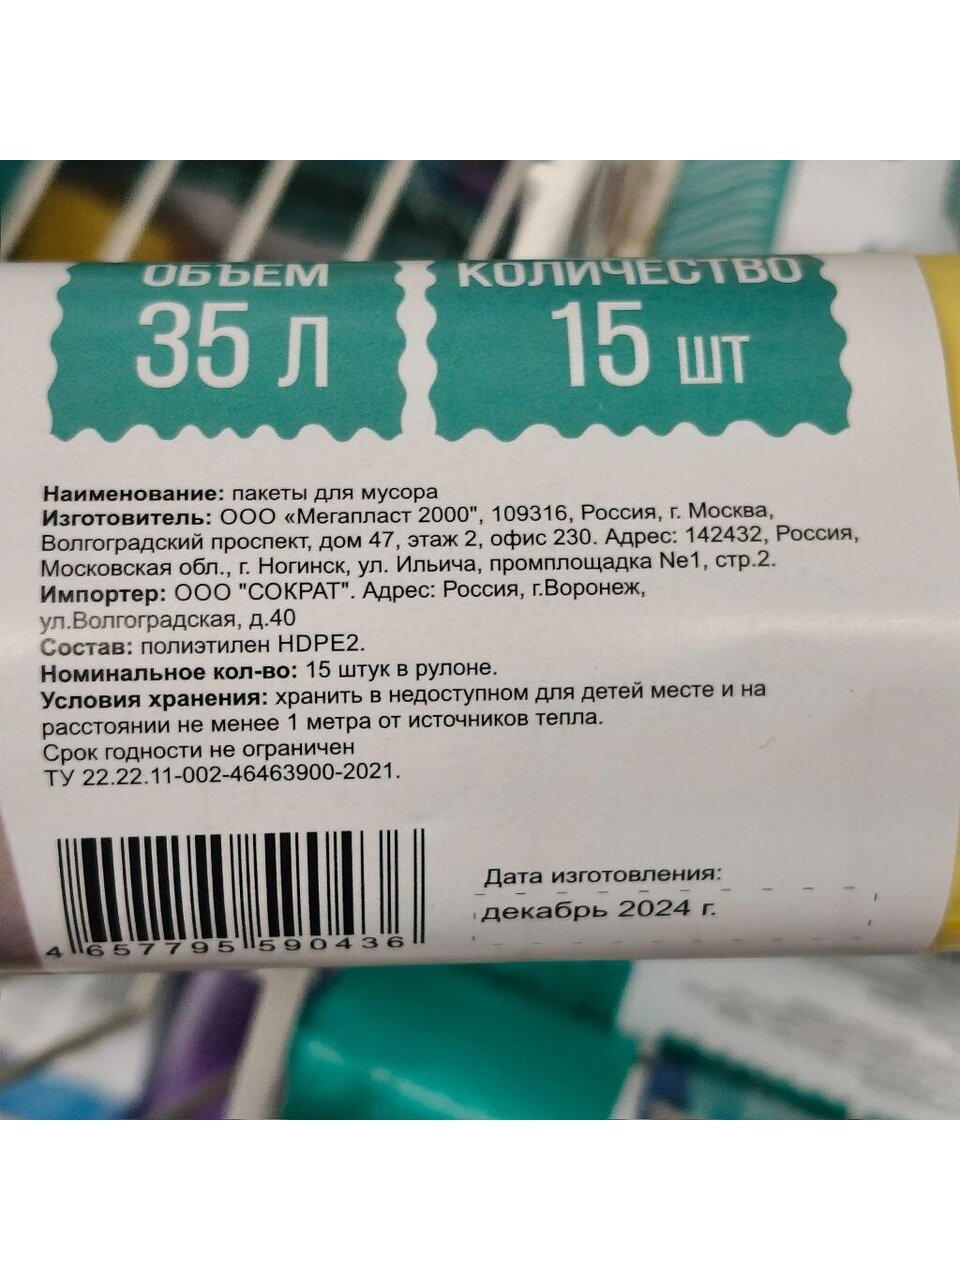 ОБЪЕМ
35 Л
КОЛИЧЕСТВО
15 ШТ
Наименование: пакеты для мусора
Изготовитель: ООО «Мегапласт 2000", 109316, Россия, г. Москва,
Волгоградский проспект, дом 47, этаж 2, офис 230. Адрес: 142432, Россия,
Московская обл., г. Ногинск, ул. Ильича, промплощадка №1, стр.2.
Импортер: ООО "СОКРАТ". Адрес: Россия, г.Воронеж,
ул.Волгоградская, д.40
Состав: полиэтилен HDPE2.
Номинальное кол-во: 15 штук в рулоне.
Условия хранения: хранить в недоступном для детей месте и на
расстоянии не менее 1 метра от источников тепла.
Срок годности не ограничен
ТУ 22.22.11-002-46463900-2021.
4 657795 590436
Дата изготовления:
декабрь 2024 г.